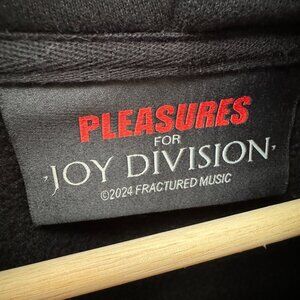 PLEASURES
FOR
JOY DIVISION
©2024 FRACTURED MUSIC